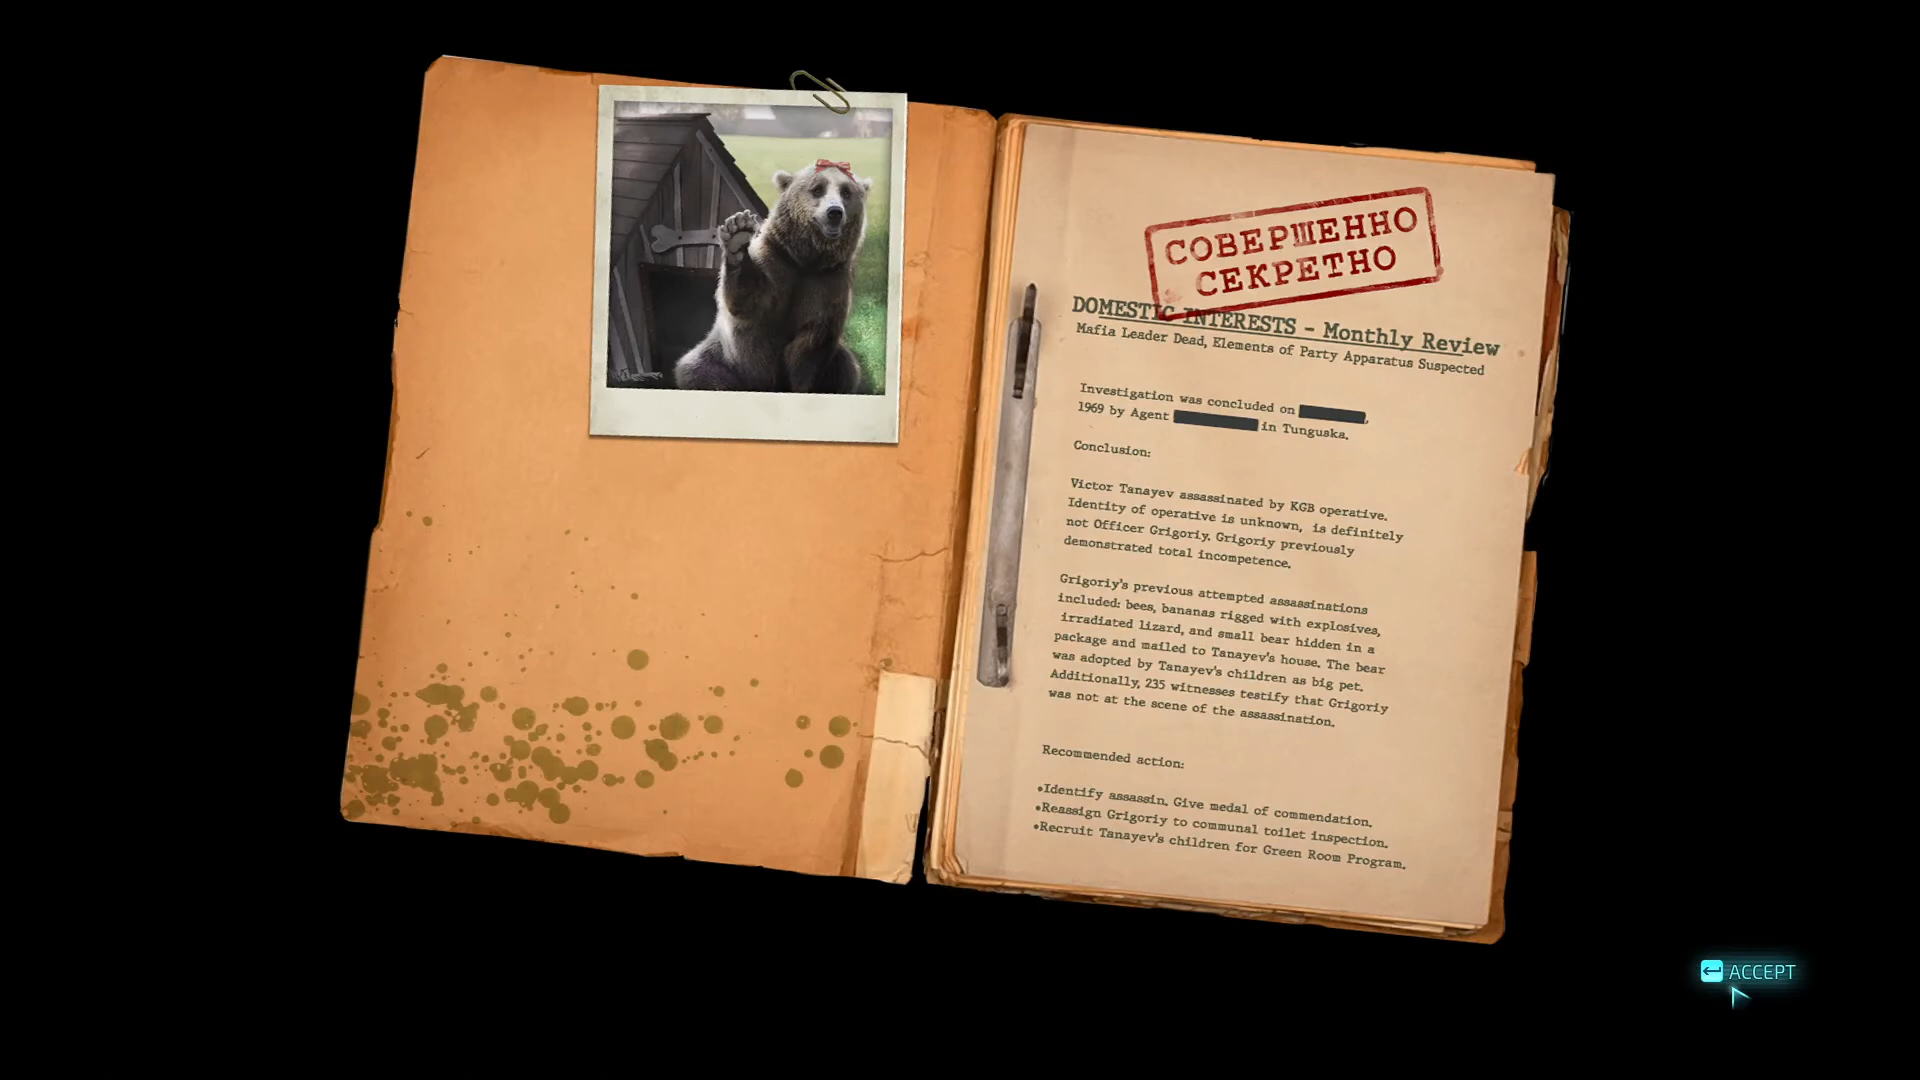 СОВЕРШЕННО
СЕКРЕТНО
DOMESTIC INTERESTS – Monthly Review
Mafia Leader Dead, Elements of Party Apparatus Suspected
Investigation was concluded on
1969 by Agent in Tunguska.
Conclusion:
Victor Tanayev assassinated by KGB operative.
Identity of operative is unknown, is definitely
not Officer Grigoriy. Grigoriy previously
demonstrated total incompetence.
Grigoriy's previous attempted assassinations
included: bees, bananas rigged with explosives,
irradiated lizard, and small bear hidden in a
package and mailed to Tanayev's house. The bear
was adopted by Tanayev's children as big pet.
Additionally, 235 witnesses testify that Grigoriy
was not at the scene of the assassination.
Recommended action:
•Identify assassin. Give medal of commendation.
•Reassign Grigoriy to communal toilet inspection.
•Recruit Tanayev's children for Green Room Program.
ACCEPT